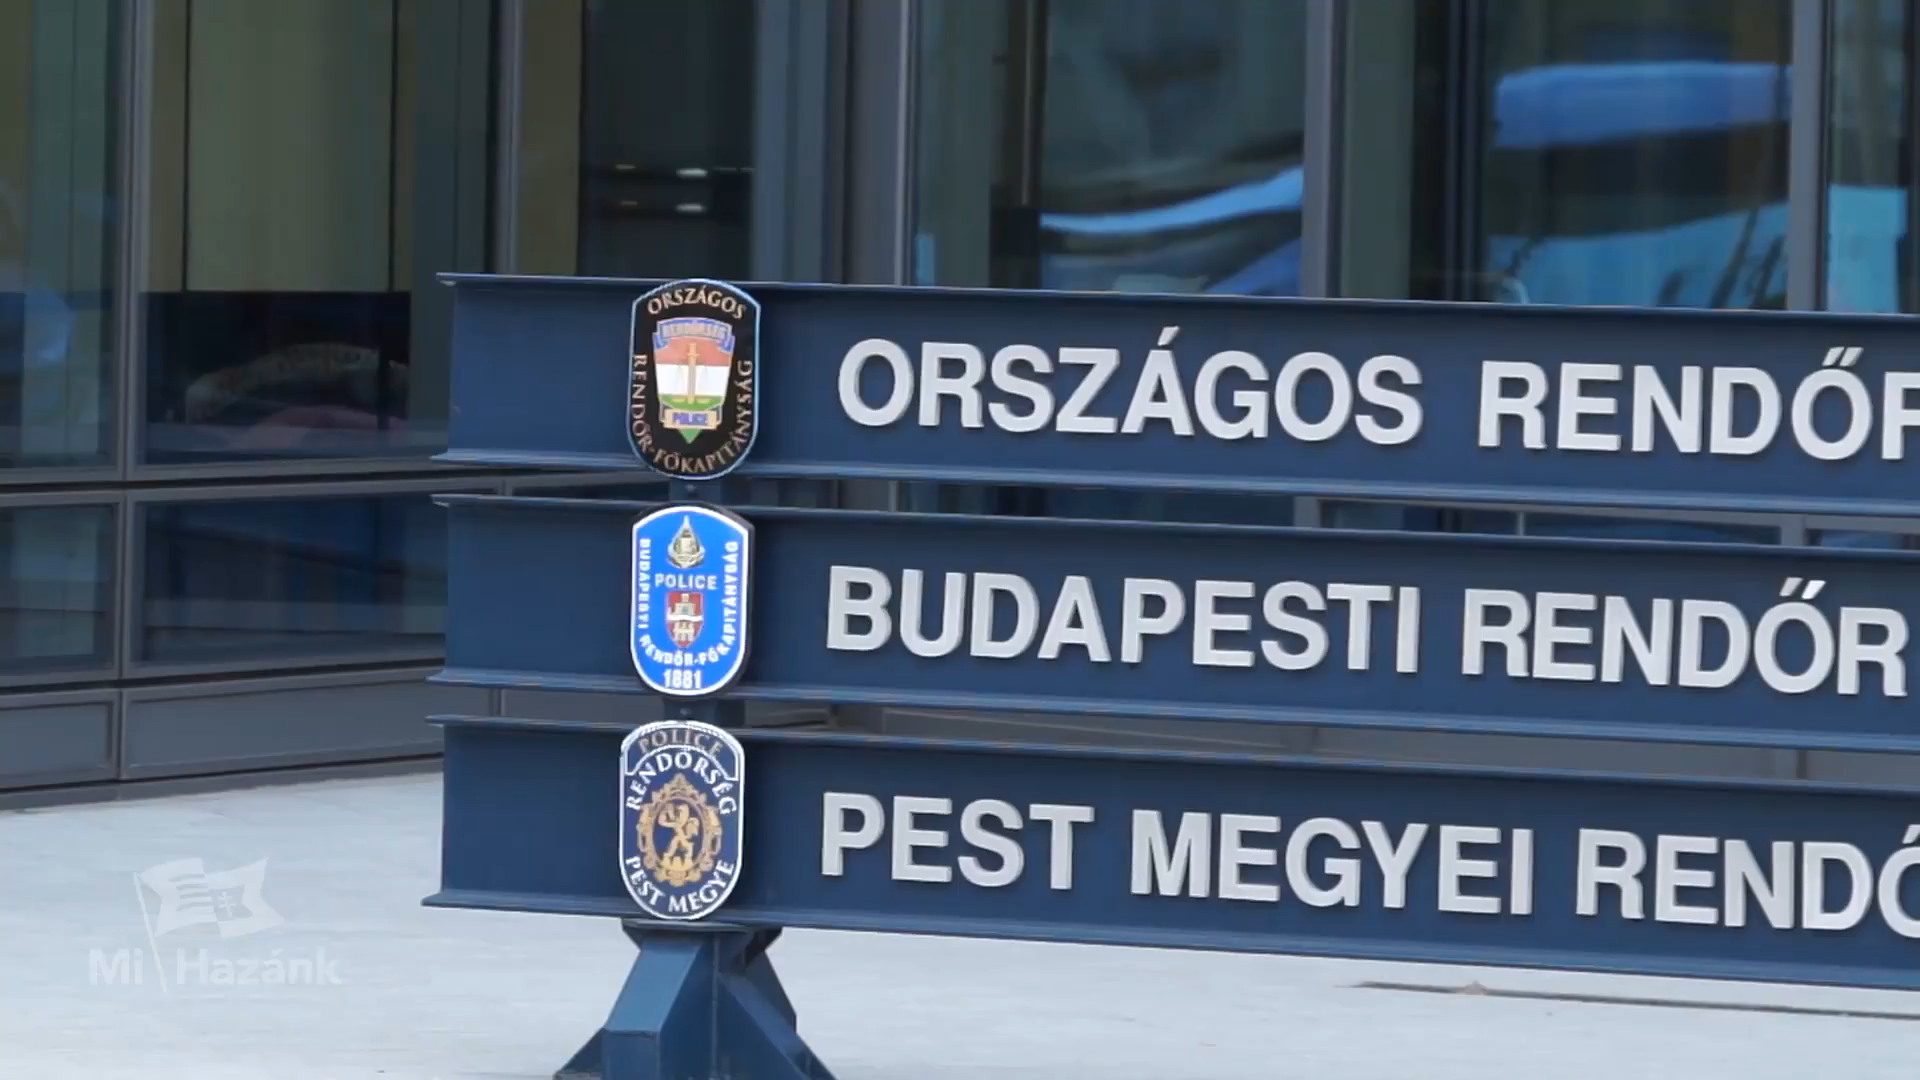 ORSZÁGOS
RENDŐRSÉG
POLICE
RENDŐR-FŐKAPITÁNYSÁG
ORSZÁGOS RENDŐR
POLICE
BUDAPESTI RENDŐR-FŐKAPITÁNYSÁG
1881
BUDAPESTI RENDŐR
POLICE
RENDŐRSÉG
PEST MEGYE
PEST MEGYEI RENDŐ
Mi Hazánk